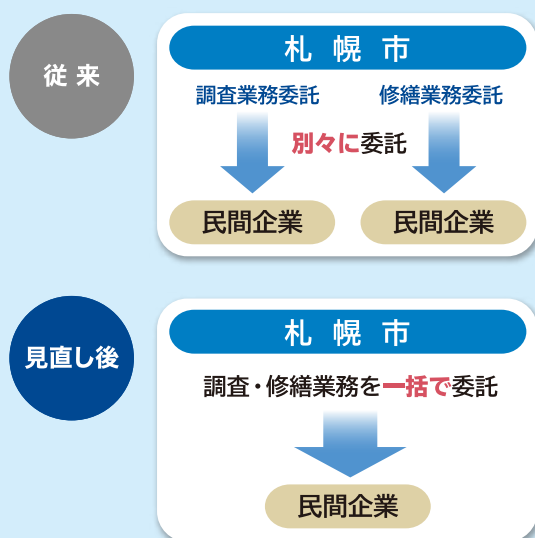 従来
札幌市
調査業務委託 修繕業務委託
別々に委託
民間企業 民間企業
見直し後
札幌市
調査・修繕業務を一括で委託
民間企業